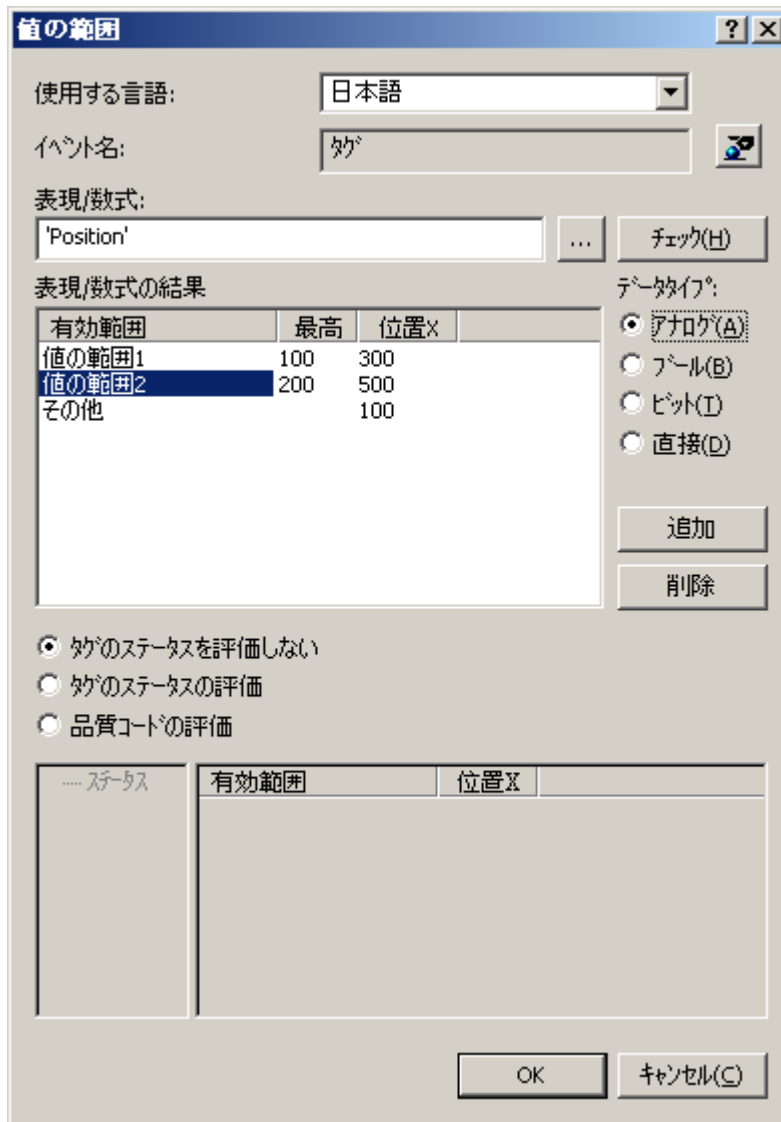 値の範囲
使用する言語: 日本語
イベント名: タグ
表現/数式:
'Position' ... チェック(H)
表現/数式の結果 データタイプ:
有効範囲 最高 位置X
値の範囲1 100 300
値の範囲2 200 500
その他 100
アナログ(A)
ブール(B)
ビット(T)
直接(D)
追加
削除
タグのステータスを評価しない
タグのステータスの評価
品質コードの評価
ステータス 有効範囲 位置X
OK キャンセル(C)